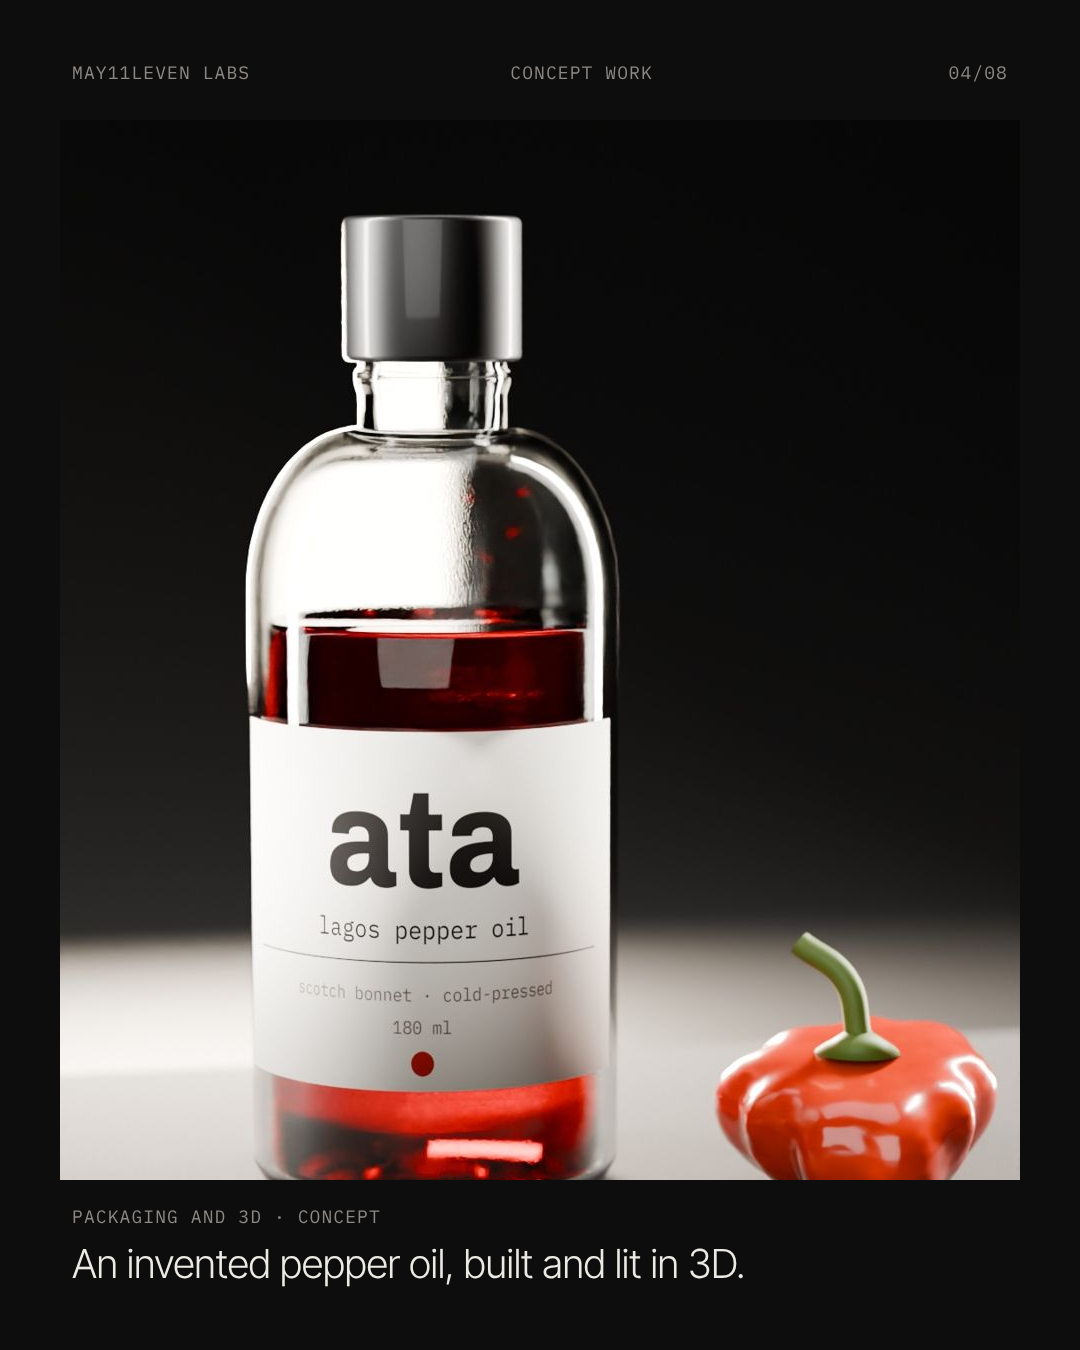 MAY11LEVEN LABS
CONCEPT WORK
04/08
ata
lagos pepper oil
scotch bonnet · cold-pressed
180 ml
PACKAGING AND 3D · CONCEPT
An invented pepper oil, built and lit in 3D.